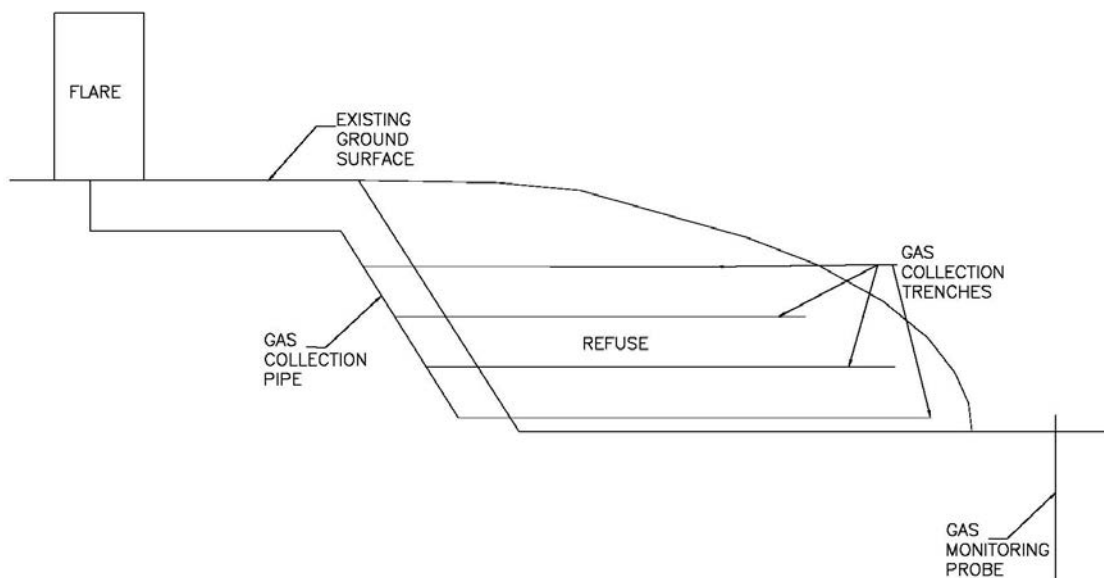 FLARE
EXISTING
GROUND
SURFACE
GAS
COLLECTION
TRENCHES
GAS
COLLECTION
PIPE
REFUSE
GAS
MONITORING
PROBE